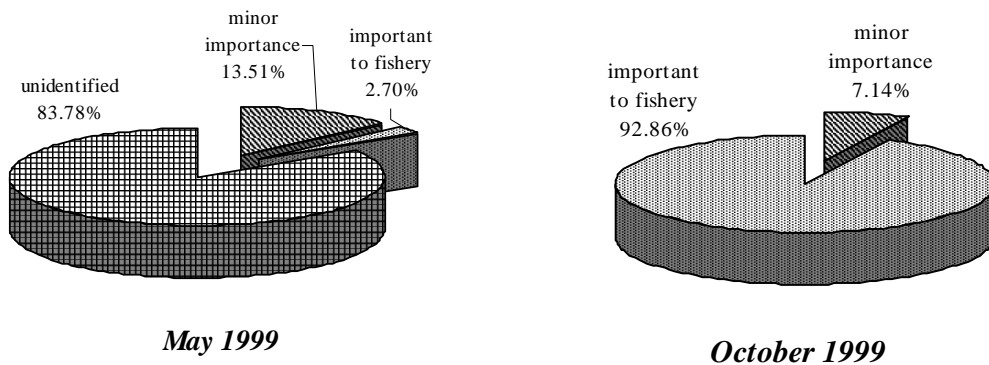 minor
importance
13.51%
important
to fishery
2.70%
unidentified
83.78%
May 1999
important
to fishery
92.86%
minor
importance
7.14%
October 1999